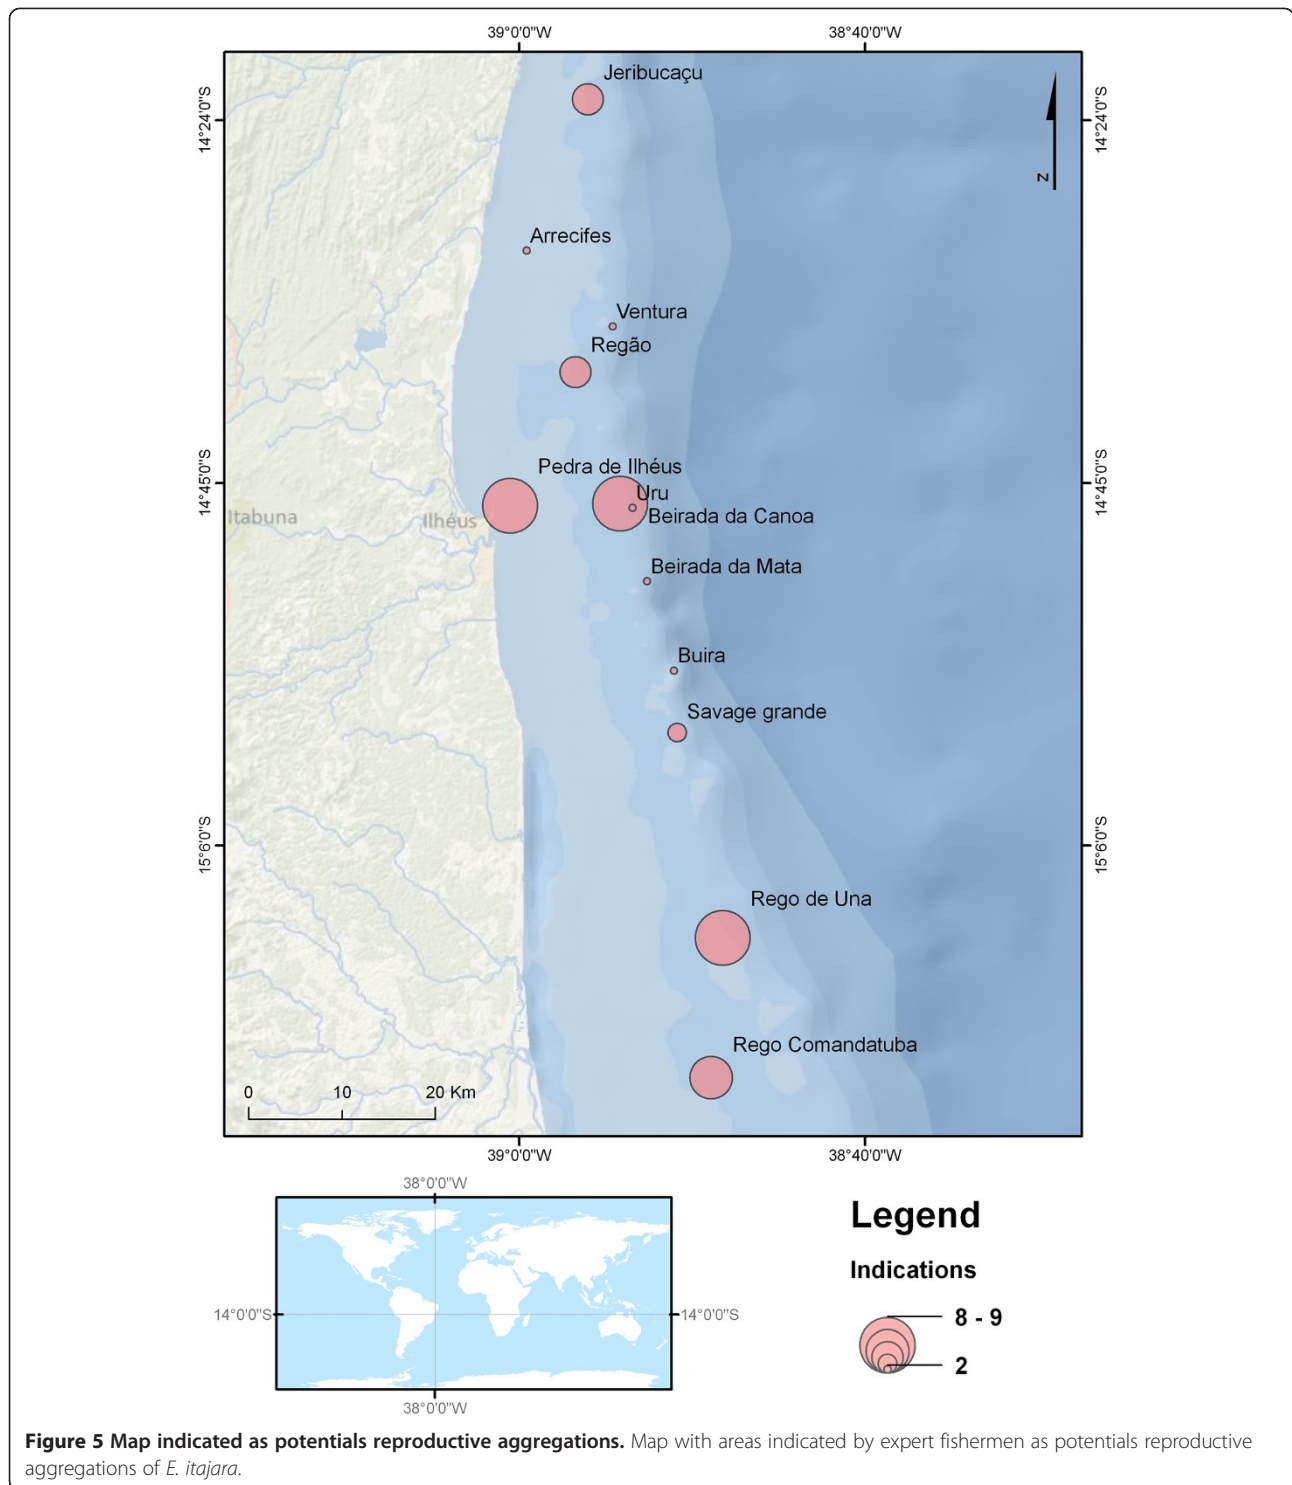 39°0'0"W 38°40'0"W
Jeribucaçu
14°24'0"S 14°24'0"S
N
Arrecifes
Ventura
Regão
Pedra de Ilhéus
14°45'0"S 14°45'0"S
Uru
Itabuna Ilhéus Beirada da Canoa
Beirada da Mata
Buira
Savage grande
15°6'0"S 15°6'0"S
Rego de Una
Rego Comandatuba
0 10 20 Km
39°0'0"W 38°40'0"W
38°0'0"W
Legend
Indications
14°0'0"S 14°0'0"S
8 - 9
2
38°0'0"W
Figure 5 Map indicated as potentials reproductive aggregations. Map with areas indicated by expert fishermen as potentials reproductive
aggregations of E. itajara.